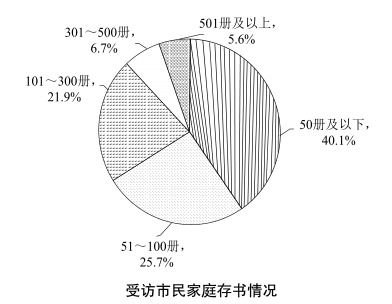 501册及以上，
5.6%
301～500册，
6.7%
101～300册，
21.9%
50册及以下，
40.1%
51～100册，
25.7%
受访市民家庭存书情况